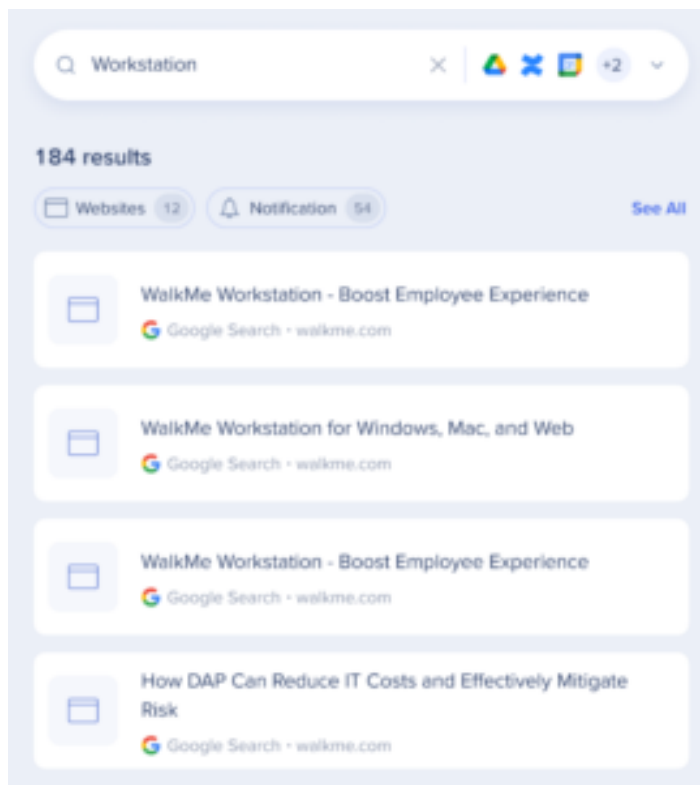 Workstation +2
184 results
Websites 12 Notification 54 See All
WalkMe Workstation - Boost Employee Experience
Google Search • walkme.com
WalkMe Workstation for Windows, Mac, and Web
Google Search • walkme.com
WalkMe Workstation - Boost Employee Experience
Google Search • walkme.com
How DAP Can Reduce IT Costs and Effectively Mitigate
Risk
Google Search • walkme.com